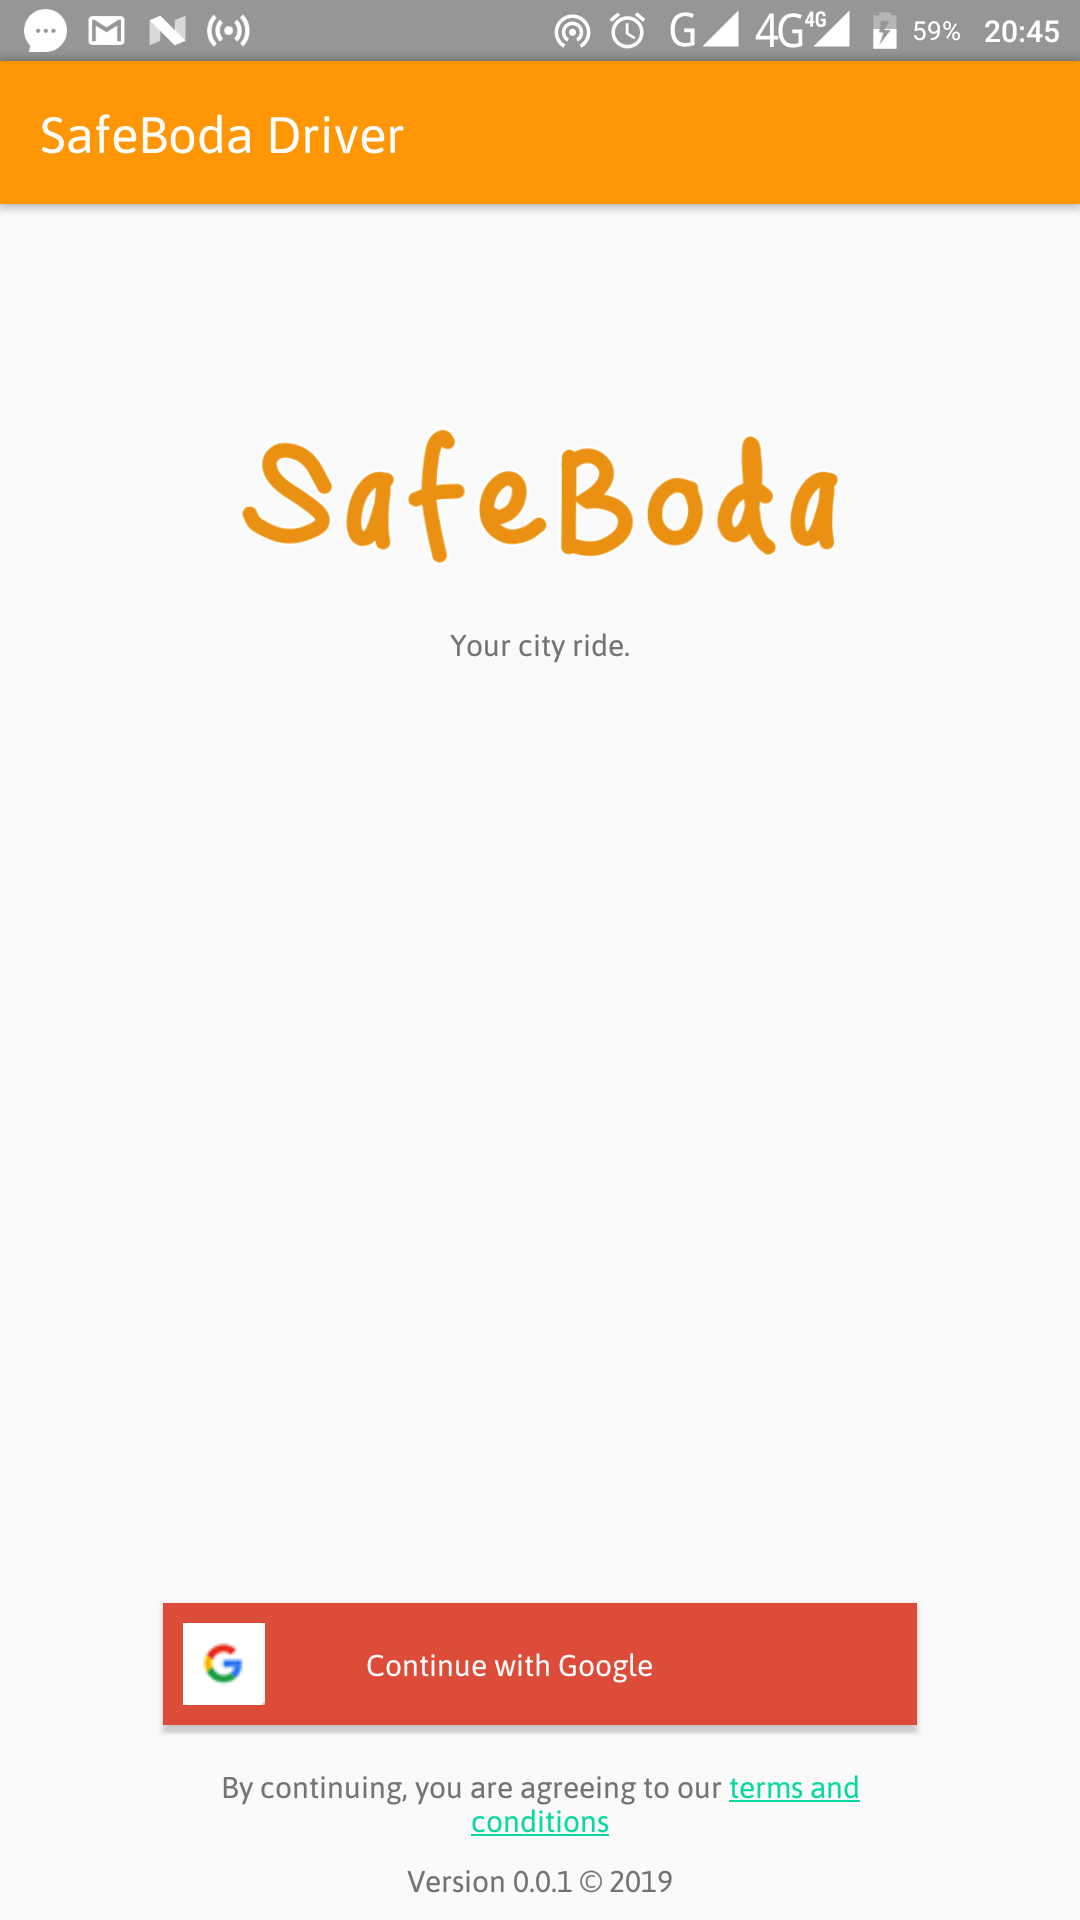 G 4G 4G 59% 20:45
SafeBoda Driver
SafeBoda
Your city ride.
G Continue with Google
By continuing, you are agreeing to our terms and
conditions
Version 0.0.1 © 2019